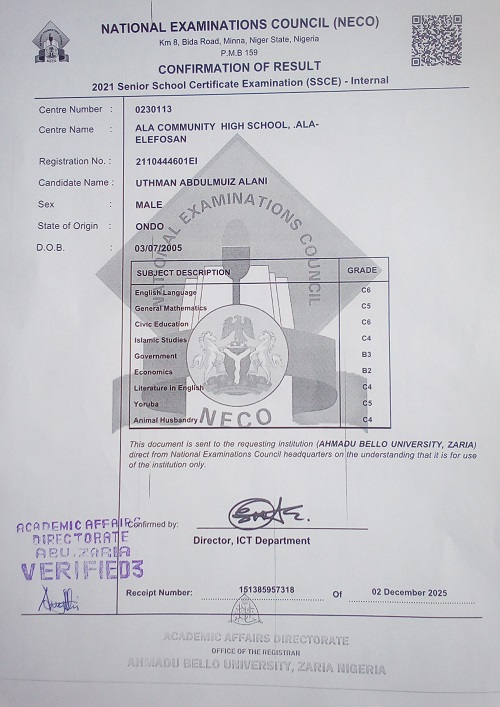 NATIONAL EXAMINATIONS COUNCIL (NECO)
Km 8, Bida Road, Minna, Niger State, Nigeria
P.M.B 159
CONFIRMATION OF RESULT
2021 Senior School Certificate Examination (SSCE) - Internal
Centre Number : 0230113
Centre Name : ALA COMMUNITY HIGH SCHOOL, .ALA-
ELEFOSAN
Registration No. : 2110444601EI
Candidate Name : UTHMAN ABDULMUIZ ALANI
Sex : MALE
State of Origin : ONDO
D.O.B. : 03/07/2005
NATIONAL EXAMINATIONS COUNCIL
SUBJECT DESCRIPTION GRADE
English Language C6
General Mathematics C5
Civic Education C6
Islamic Studies C4
Government B3
Economics B2
Literature in English C4
Yoruba C5
Animal Husbandry C4
NECO
This document is sent to the requesting institution (AHMADU BELLO UNIVERSITY, ZARIA)
direct from National Examinations Council headquarters on the understanding that it is for use
of the institution only.
Confirmed by:
Director, ICT Department
ACADEMIC AFFAIRS
DIRECTORATE
ABU, ZARIA
VERIFIED3
Receipt Number: 151385957318 Of 02 December 2025
ACADEMIC AFFAIRS DIRECTORATE
OFFICE OF THE REGISTRAR
AHMADU BELLO UNIVERSITY, ZARIA NIGERIA